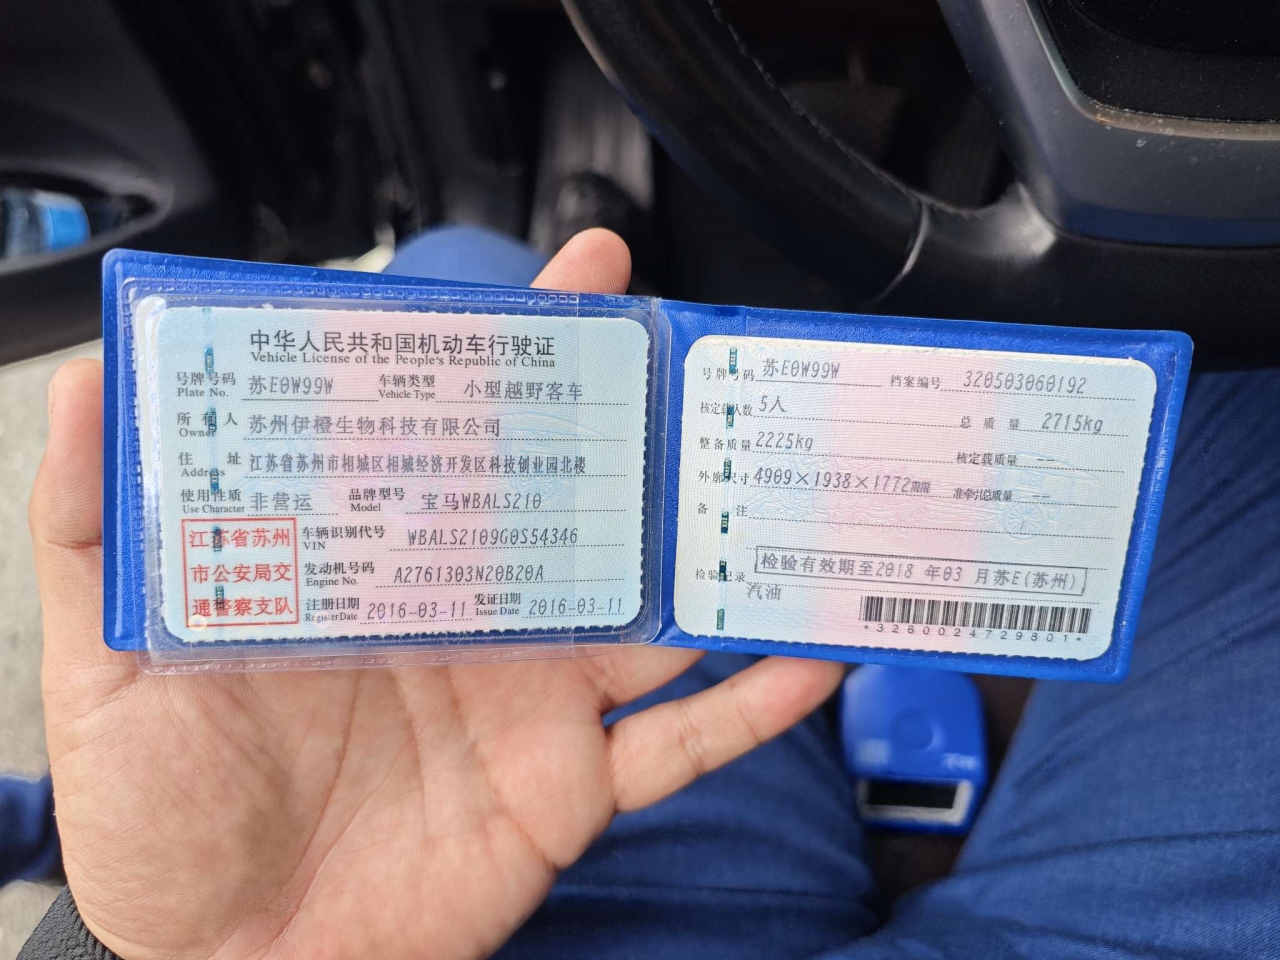 中华人民共和国机动车行驶证
Vehicle License of the People's Republic of China
号牌号码 Plate No. 苏E0W99W 车辆类型 Vehicle Type 小型越野客车
所有人 Owner 苏州伊橙生物科技有限公司
住址 Address 江苏省苏州市相城区相城经济开发区科技创业园北楼
使用性质 Use Character 非营运 品牌型号 Model 宝马WBALS210
江苏省苏州
市公安局交
通警察支队
车辆识别代号 VIN WBALS2109G0S54346
发动机号码 Engine No. A2761303N20B20A
注册日期 Register Date 2016-03-11 发证日期 Issue Date 2016-03-11
号牌号码 苏E0W99W 档案编号 320503060192
核定载人数 5人 总质量 2715kg
整备质量 2225kg 核定载质量 --
外廓尺寸 4909×1938×1772mm 准牵引总质量 --
备注
检验记录 检验有效期至2018 年03 月苏E(苏州)
汽油
*3260024729801*